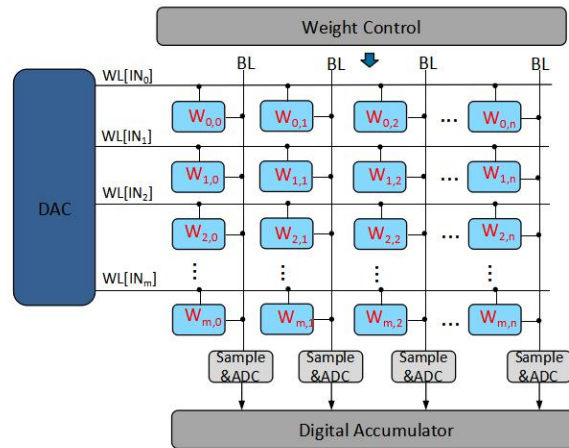 Weight Control
BL BL BL BL
WL[IN₀]
W₀,₀ W₀,₁ W₀,₂ ... W₀,ₙ
WL[IN₁]
W₁,₀ W₁,₁ W₁,₂ ... W₁,ₙ
DAC
WL[IN₂]
W₂,₀ W₂,₁ W₂,₂ ... W₂,ₙ
WL[INₘ]
Wₘ,₀ Wₘ,₁ Wₘ,₂ ... Wₘ,ₙ
Sample Sample Sample Sample
&ADC &ADC &ADC &ADC
Digital Accumulator